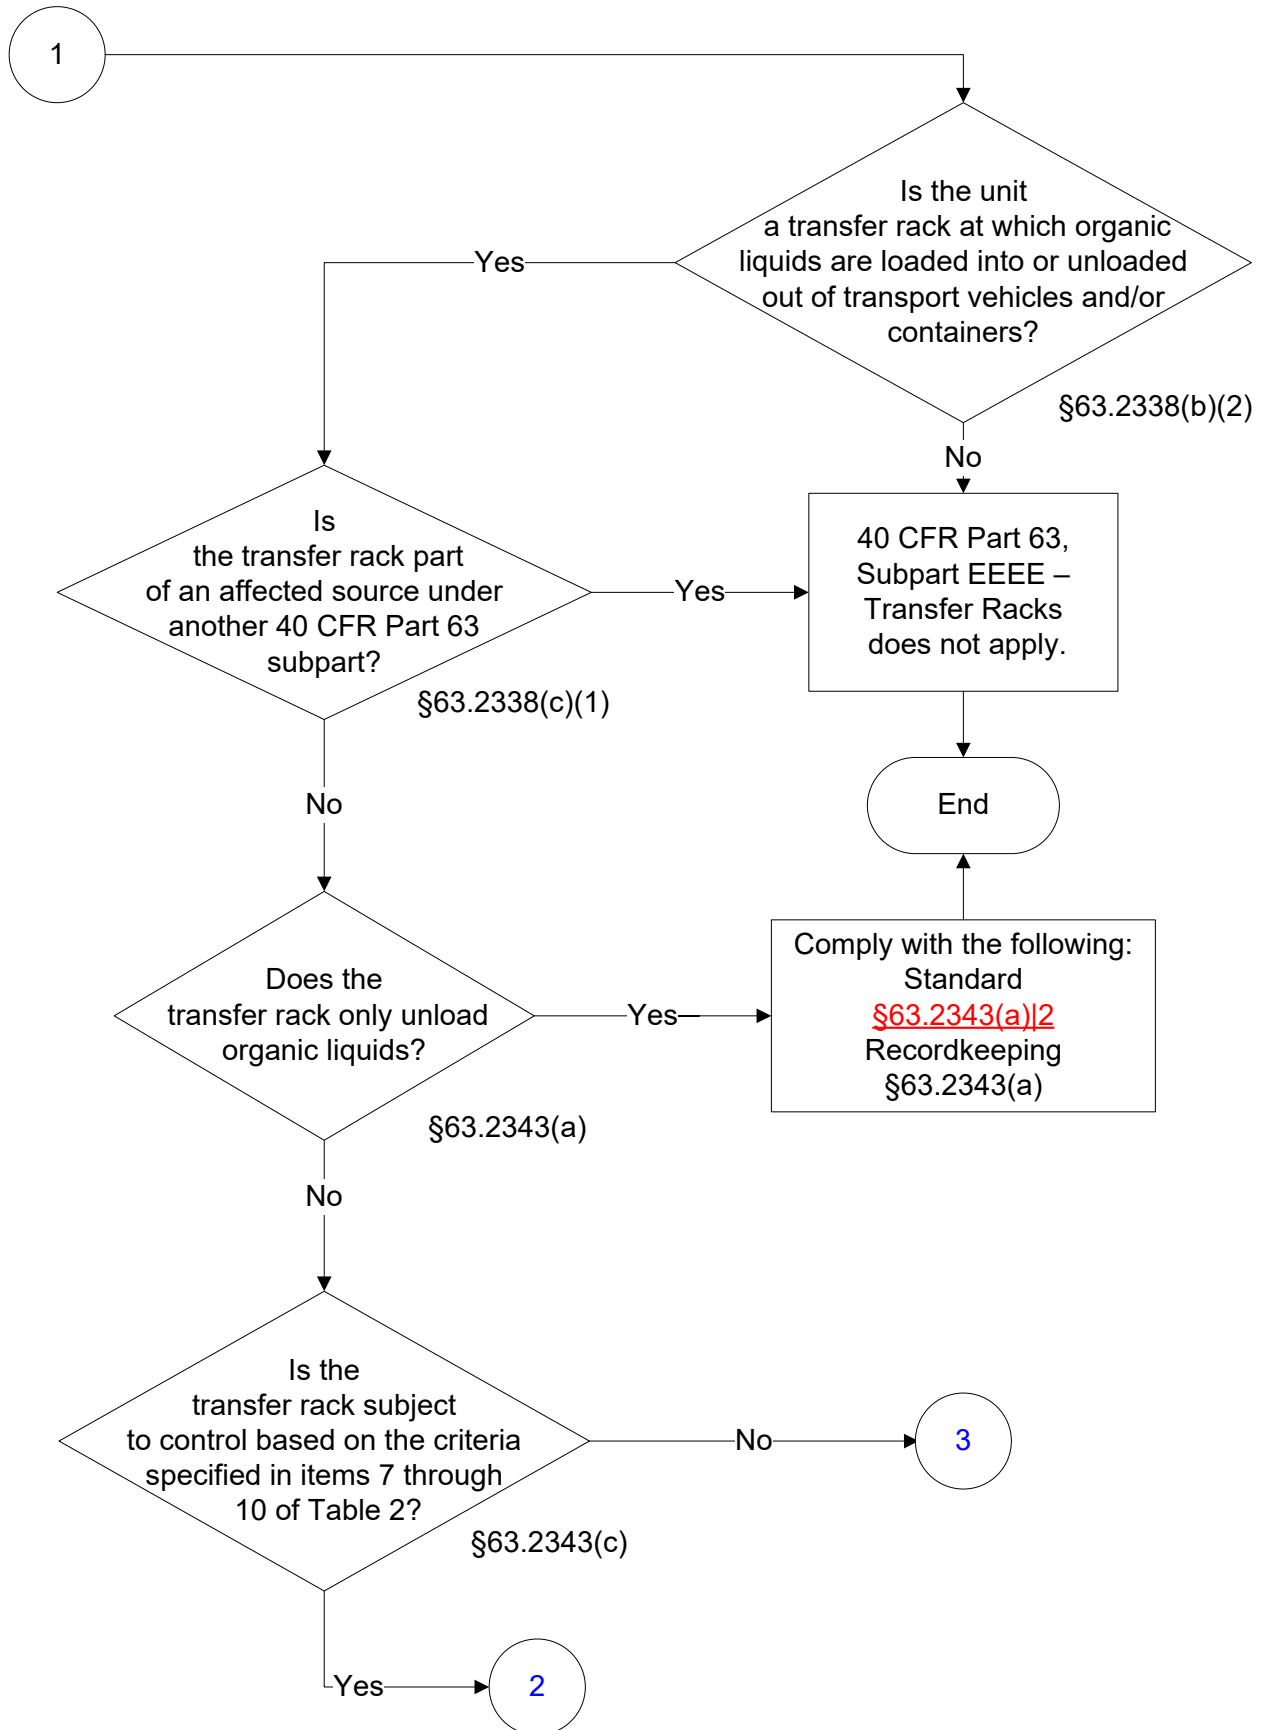 1
Is the unit
a transfer rack at which organic
liquids are loaded into or unloaded
out of transport vehicles and/or
containers?
§63.2338(b)(2)
Yes
No
Is
the transfer rack part
of an affected source under
another 40 CFR Part 63
subpart?
§63.2338(c)(1)
Yes
40 CFR Part 63,
Subpart EEEE –
Transfer Racks
does not apply.
No
End
Does the
transfer rack only unload
organic liquids?
§63.2343(a)
Yes
Comply with the following:
Standard
§63.2343(a)|2
Recordkeeping
§63.2343(a)
No
Is the
transfer rack subject
to control based on the criteria
specified in items 7 through
10 of Table 2?
§63.2343(c)
No
3
Yes
2